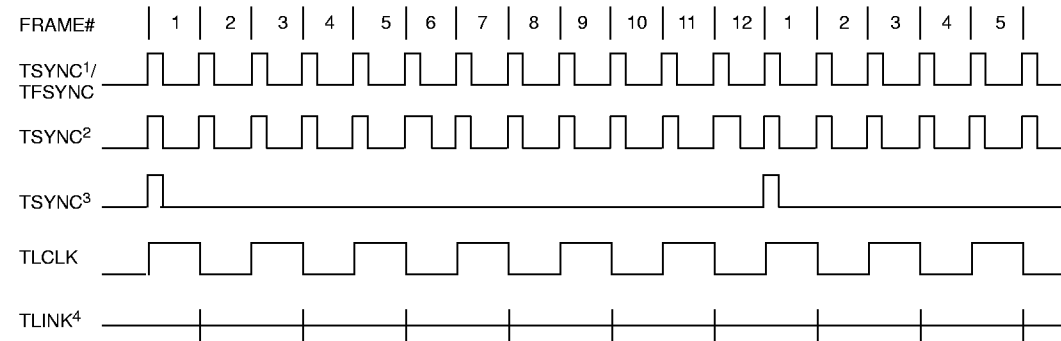 FRAME# 1 2 3 4 5 6 7 8 9 10 11 12 1 2 3 4 5
TSYNC¹/
TFSYNC
TSYNC²
TSYNC³
TLCLK
TLINK⁴